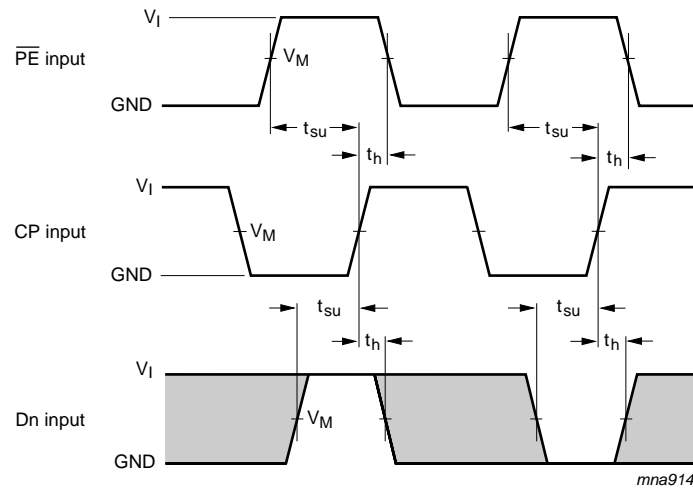 V_I
PE input
V_M
GND
t_su
t_su
t_h
t_h
V_I
CP input
V_M
GND
t_su
t_su
t_h
t_h
V_I
Dn input
V_M
GND
mna914